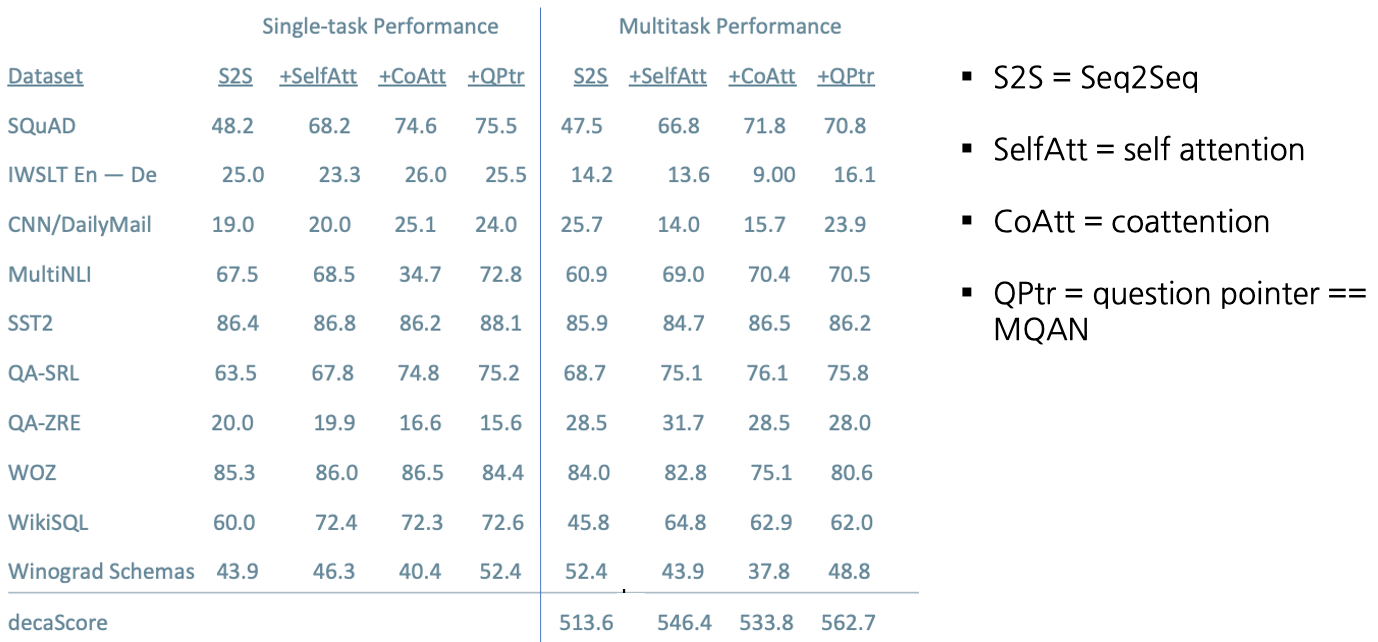 Single-task Performance Multitask Performance
Dataset S2S +SelfAtt +CoAtt +QPtr S2S +SelfAtt +CoAtt +QPtr
SQuAD 48.2 68.2 74.6 75.5 47.5 66.8 71.8 70.8
IWSLT En — De 25.0 23.3 26.0 25.5 14.2 13.6 9.00 16.1
CNN/DailyMail 19.0 20.0 25.1 24.0 25.7 14.0 15.7 23.9
MultiNLI 67.5 68.5 34.7 72.8 60.9 69.0 70.4 70.5
SST2 86.4 86.8 86.2 88.1 85.9 84.7 86.5 86.2
QA-SRL 63.5 67.8 74.8 75.2 68.7 75.1 76.1 75.8
QA-ZRE 20.0 19.9 16.6 15.6 28.5 31.7 28.5 28.0
WOZ 85.3 86.0 86.5 84.4 84.0 82.8 75.1 80.6
WikiSQL 60.0 72.4 72.3 72.6 45.8 64.8 62.9 62.0
Winograd Schemas 43.9 46.3 40.4 52.4 52.4 43.9 37.8 48.8
decaScore 513.6 546.4 533.8 562.7
▪ S2S = Seq2Seq
▪ SelfAtt = self attention
▪ CoAtt = coattention
▪ QPtr = question pointer ==
MQAN